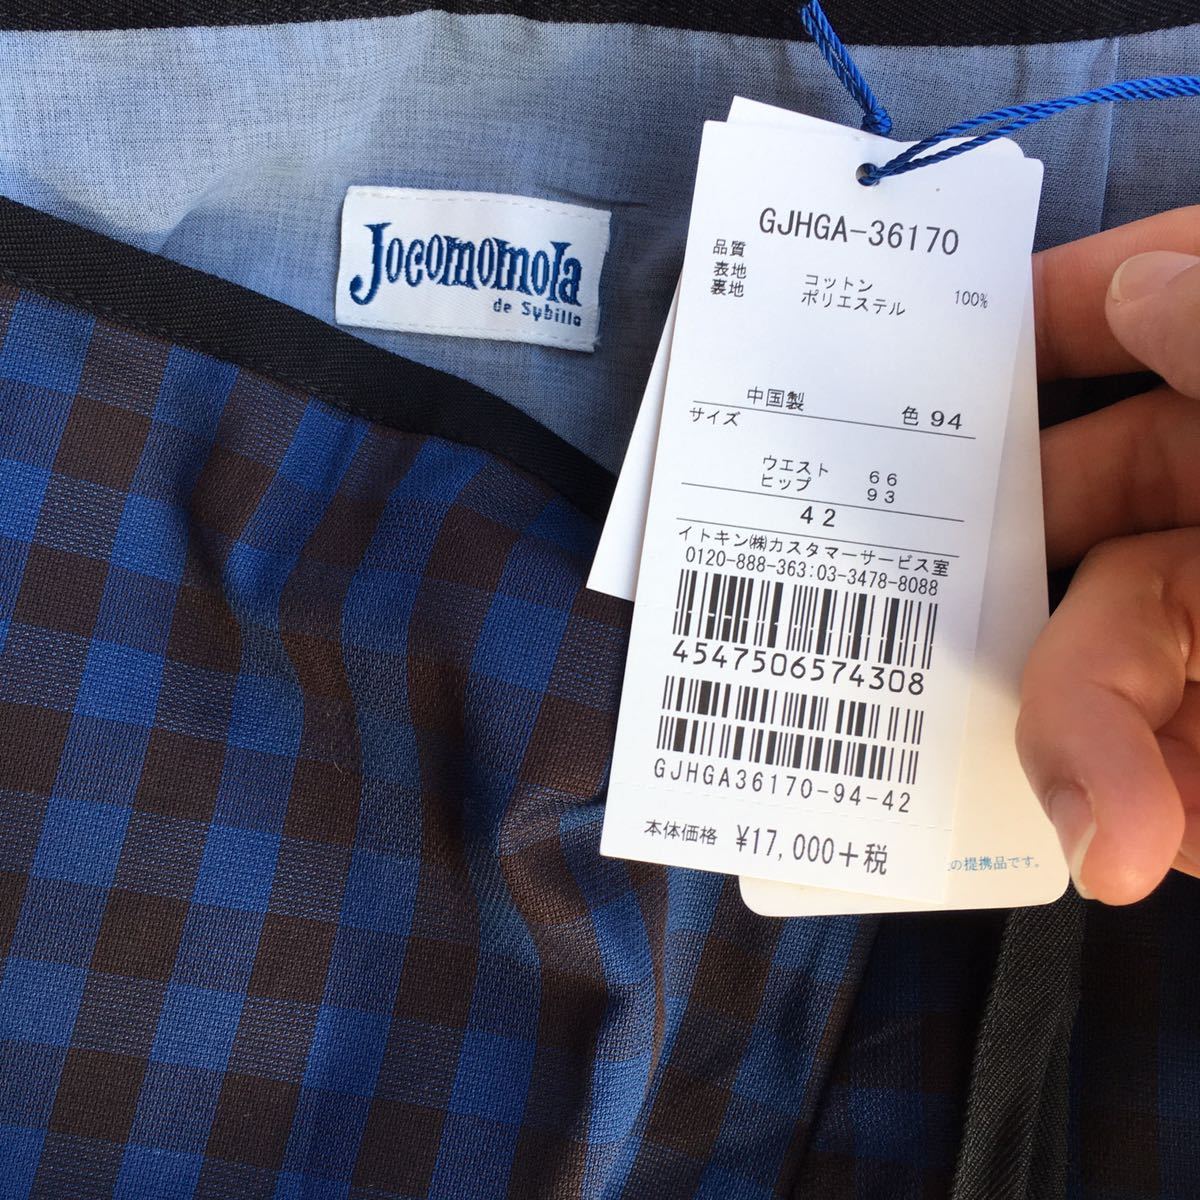 Jocomomola
de Sybilla
GJHGA-36170
品質
表地 コットン 100%
裏地 ポリエステル
中国製 色 94
サイズ
ウエスト 66
ヒップ 93
42
イトキン㈱カスタマーサービス室
0120-888-363:03-3478-8088
4547506574308
GJHGA36170-94-42
本体価格 ¥17,000+税
の提携品です。